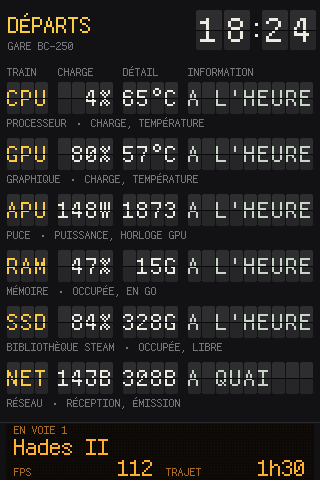 DÉPARTS 18:24
GARE BC-250
TRAIN CHARGE DÉTAIL INFORMATION
CPU 4% 65°C A L'HEURE
PROCESSEUR · CHARGE, TEMPÉRATURE
GPU 80% 57°C A L'HEURE
GRAPHIQUE · CHARGE, TEMPÉRATURE
APU 148W 1873 A L'HEURE
PUCE · PUISSANCE, HORLOGE GPU
RAM 47% 15G A L'HEURE
MÉMOIRE · OCCUPÉE, EN GO
SSD 84% 328G A L'HEURE
BIBLIOTHÈQUE STEAM · OCCUPÉE, LIBRE
NET 143B 308B A QUAI
RÉSEAU · RÉCEPTION, ÉMISSION
EN VOIE 1
Hades II
FPS 112 TRAJET 1h30